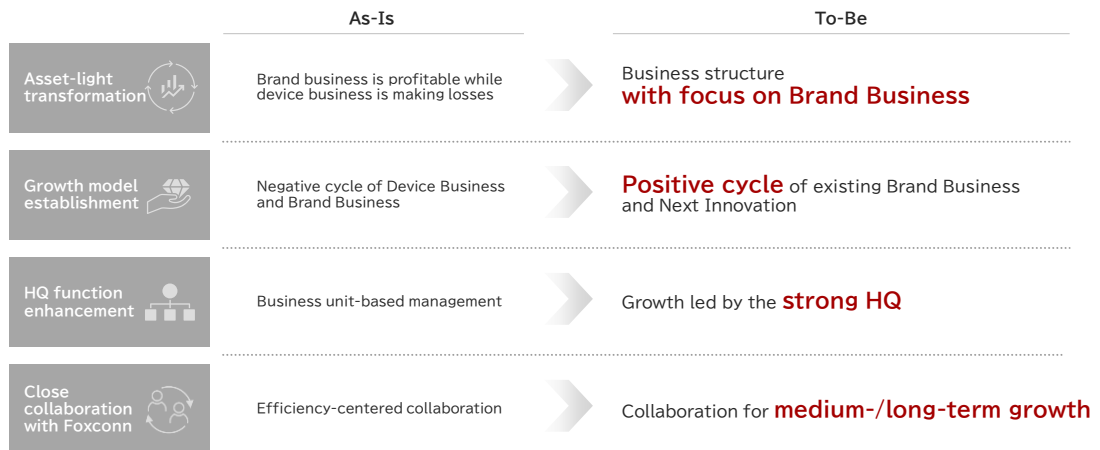 As-Is
To-Be
Asset-light
transformation
Brand business is profitable while
device business is making losses
Business structure
with focus on Brand Business
Growth model
establishment
Negative cycle of Device Business
and Brand Business
Positive cycle of existing Brand Business
and Next Innovation
HQ function
enhancement
Business unit-based management
Growth led by the strong HQ
Close
collaboration
with Foxconn
Efficiency-centered collaboration
Collaboration for medium-/long-term growth